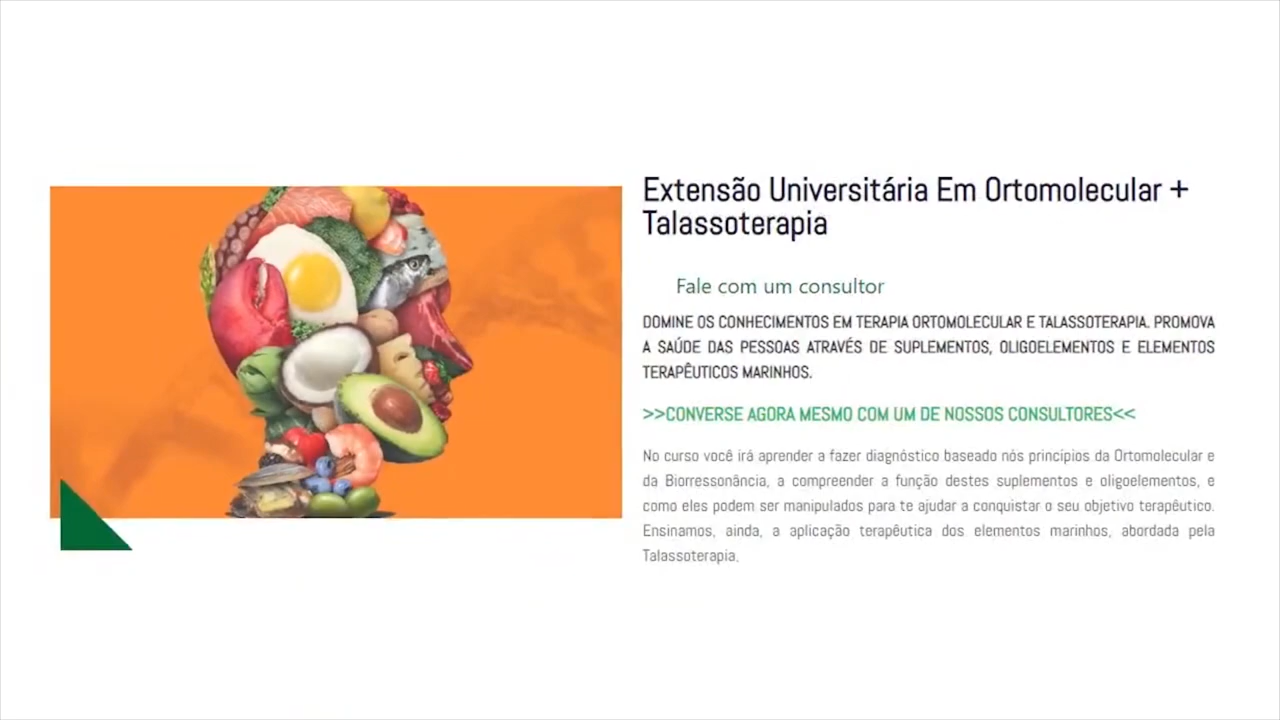 Extensão Universitária Em Ortomolecular +
Talassoterapia
Fale com um consultor
DOMINE OS CONHECIMENTOS EM TERAPIA ORTOMOLECULAR E TALASSOTERAPIA. PROMOVA
A SAÚDE DAS PESSOAS ATRAVÉS DE SUPLEMENTOS, OLIGOELEMENTOS E ELEMENTOS
TERAPÊUTICOS MARINHOS.
>>CONVERSE AGORA MESMO COM UM DE NOSSOS CONSULTORES<<
No curso você irá aprender a fazer diagnóstico baseado nós princípios da Ortomolecular e
da Biorressonância, a compreender a função destes suplementos e oligoelementos, e
como eles podem ser manipulados para te ajudar a conquistar o seu objetivo terapêutico.
Ensinamos, ainda, a aplicação terapêutica dos elementos marinhos, abordada pela
Talassoterapia.